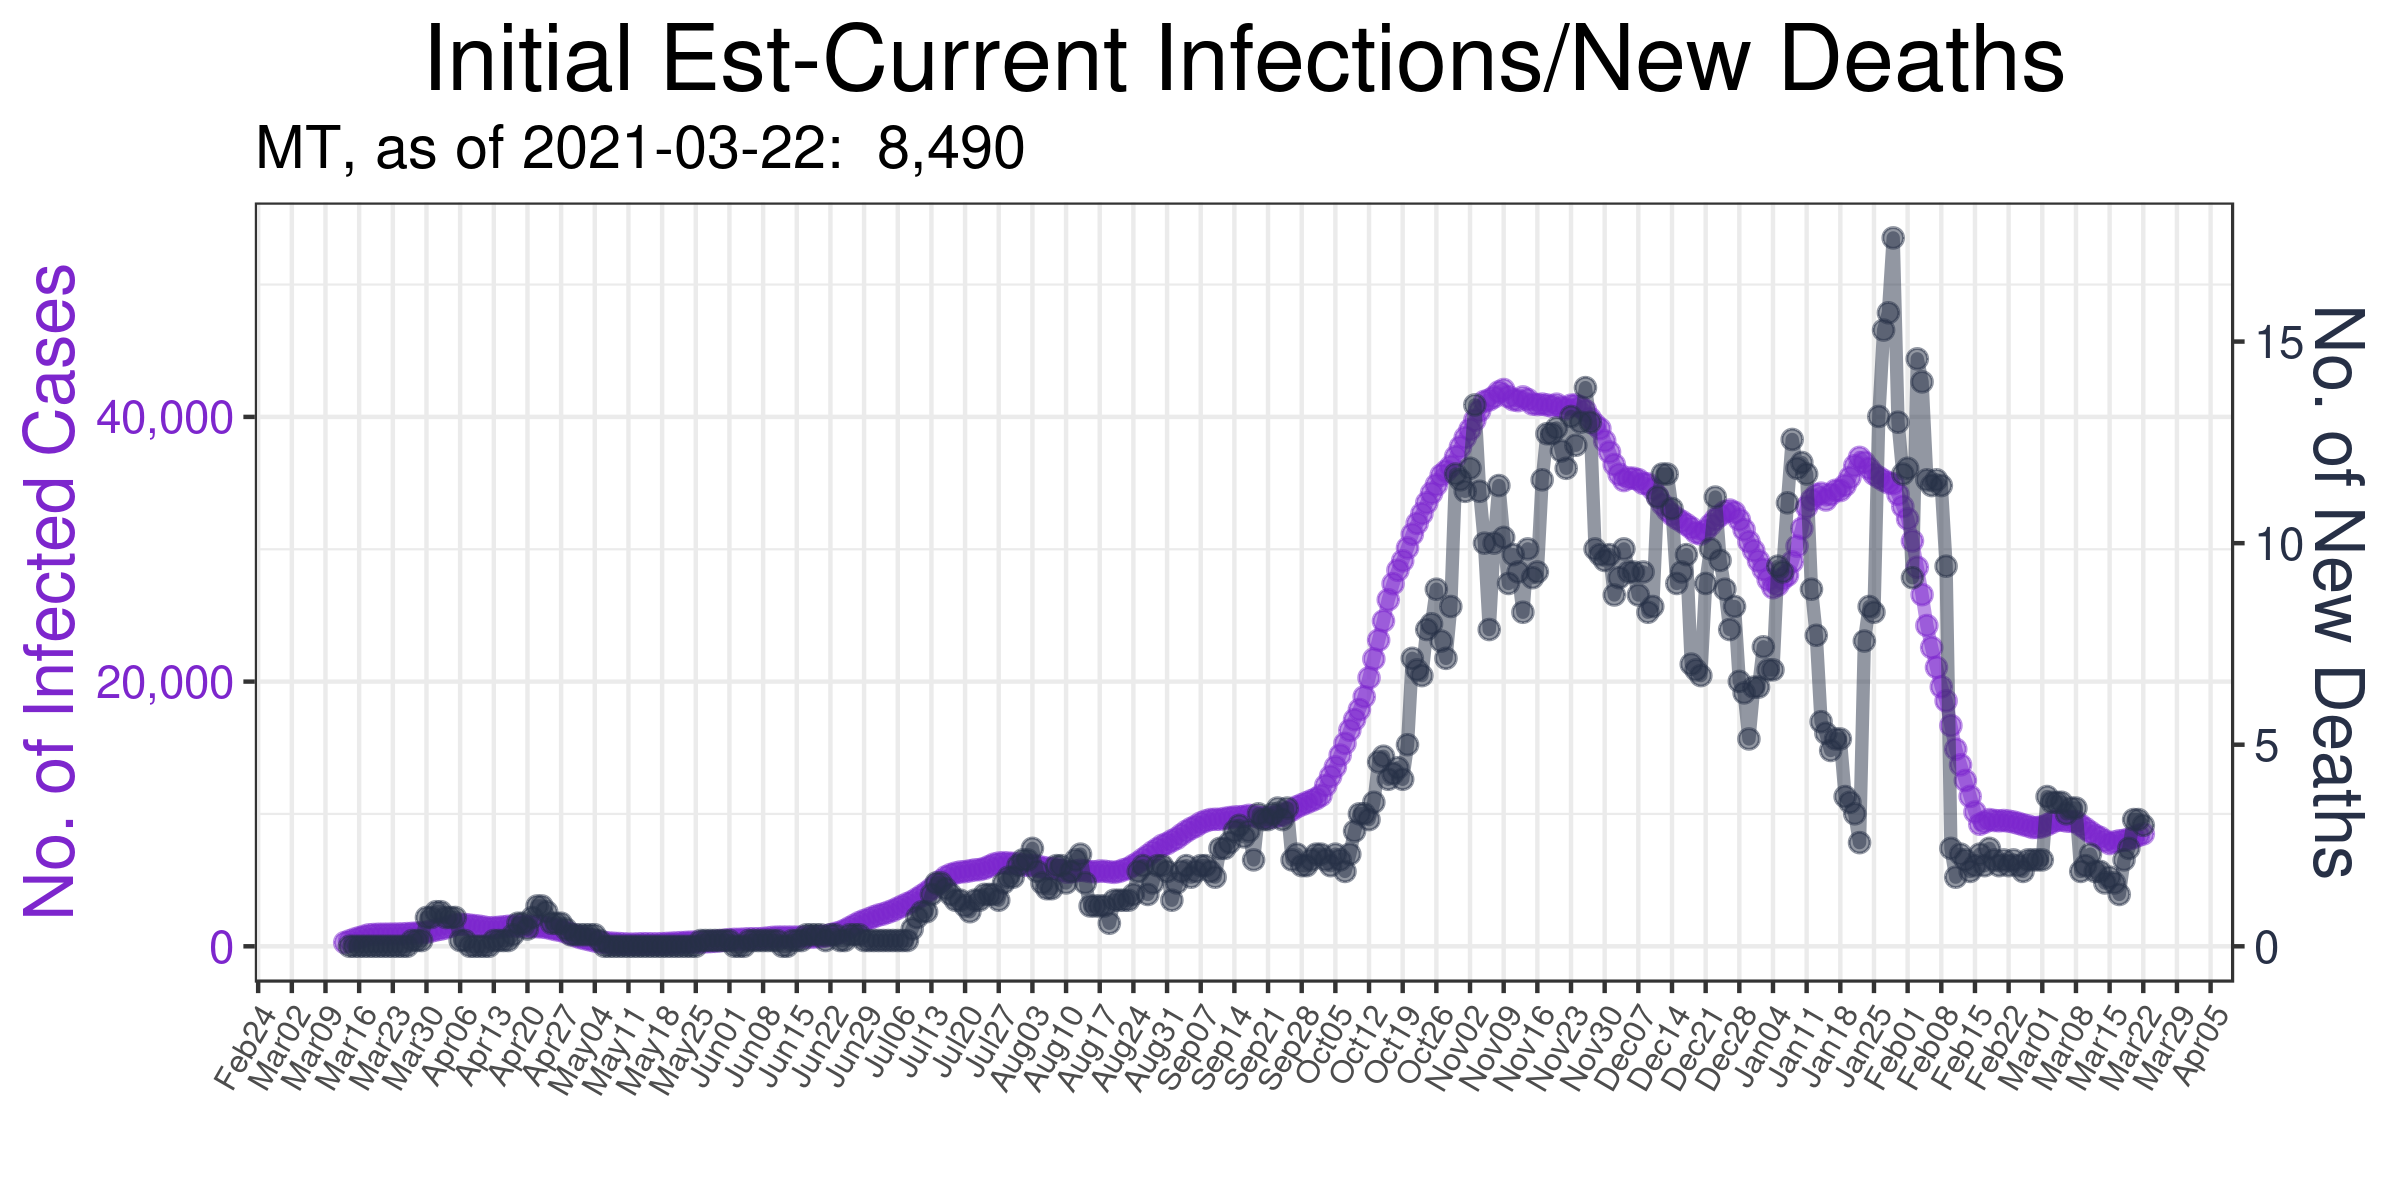 Initial Est-Current Infections/New Deaths
MT, as of 2021-03-22:  8,490
No. of Infected Cases
40,000
20,000
0
15
10
5
0
No. of New Deaths
Feb24 Mar02 Mar09 Mar16 Mar23 Mar30 Apr06 Apr13 Apr20 Apr27 May04 May11 May18 May25 Jun01 Jun08 Jun15 Jun22 Jun29 Jul06 Jul13 Jul20 Jul27 Aug03 Aug10 Aug17 Aug24 Aug31 Sep07 Sep14 Sep21 Sep28 Oct05 Oct12 Oct19 Oct26 Nov02 Nov09 Nov16 Nov23 Nov30 Dec07 Dec14 Dec21 Dec28 Jan04 Jan11 Jan18 Jan25 Feb01 Feb08 Feb15 Feb22 Mar01 Mar08 Mar15 Mar22 Mar29 Apr05